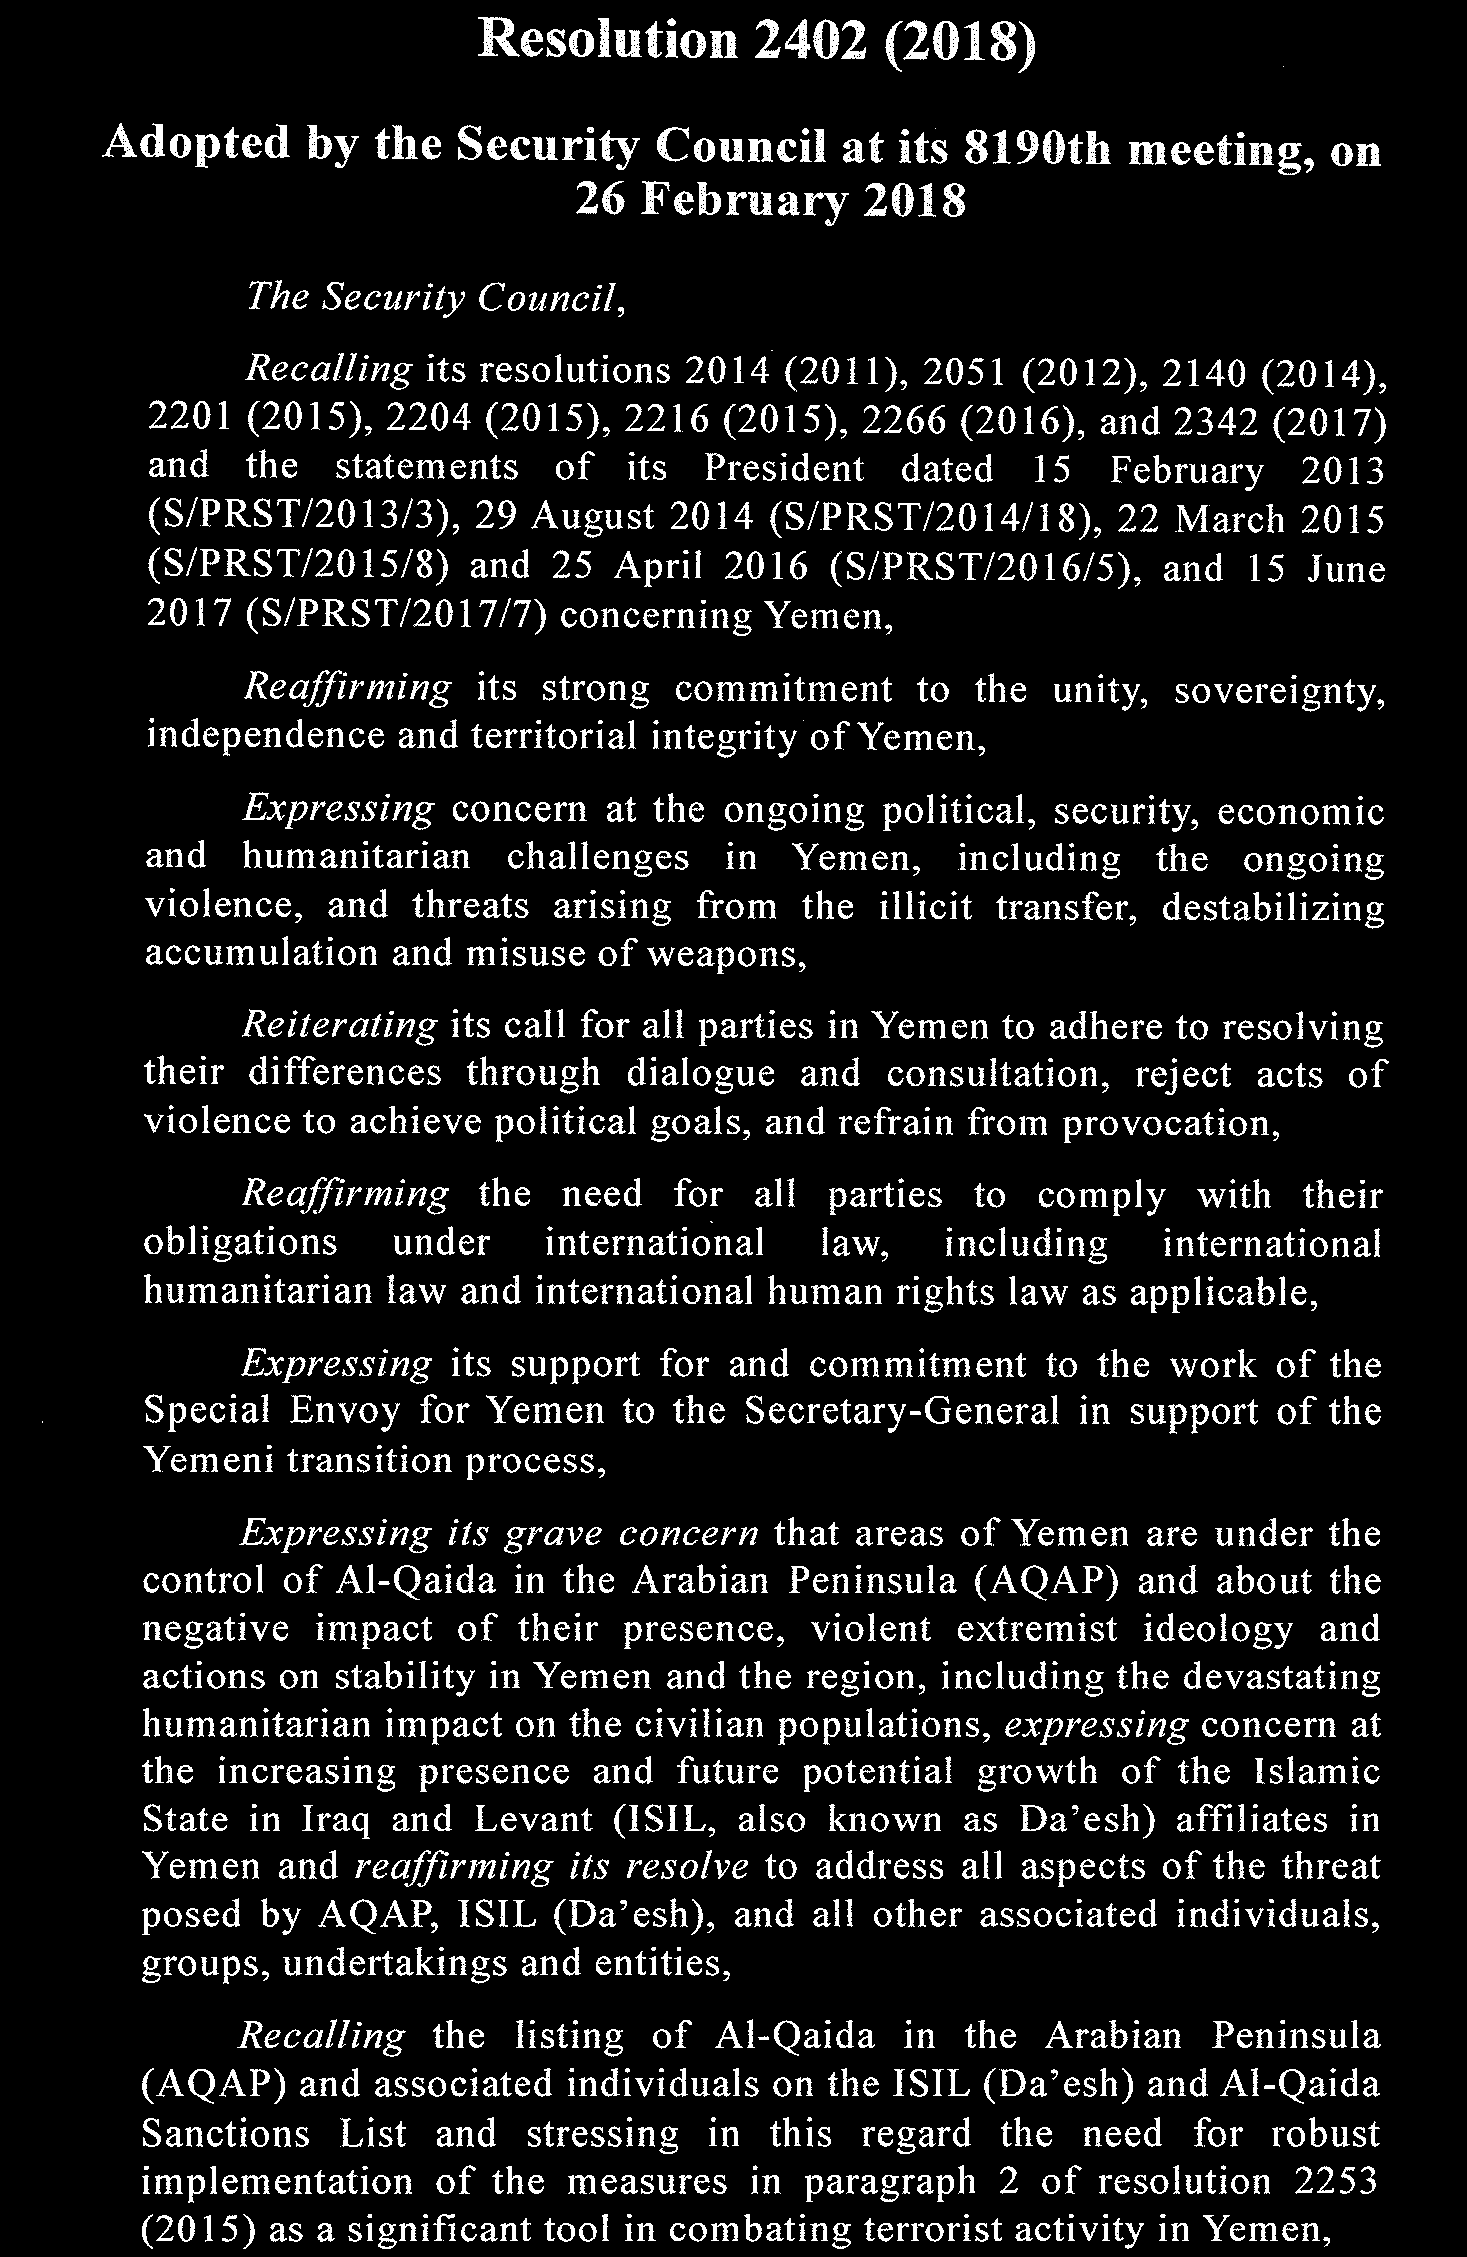 Resolution 2402 (2018)
Adopted by the Security Council at its 8190th meeting, on
26 February 2018
The Security Council,
Recalling its resolutions 2014 (2011), 2051 (2012), 2140 (2014),
2201 (2015), 2204 (2015), 2216 (2015), 2266 (2016), and 2342 (2017)
and the statements of its President dated 15 February 2013
(S/PRST/2013/3), 29 August 2014 (S/PRST/2014/18), 22 March 2015
(S/PRST/2015/8) and 25 April 2016 (S/PRST/2016/5), and 15 June
2017 (S/PRST/2017/7) concerning Yemen,
Reaffirming its strong commitment to the unity, sovereignty,
independence and territorial integrity of Yemen,
Expressing concern at the ongoing political, security, economic
and humanitarian challenges in Yemen, including the ongoing
violence, and threats arising from the illicit transfer, destabilizing
accumulation and misuse of weapons,
Reiterating its call for all parties in Yemen to adhere to resolving
their differences through dialogue and consultation, reject acts of
violence to achieve political goals, and refrain from provocation,
Reaffirming the need for all parties to comply with their
obligations under international law, including international
humanitarian law and international human rights law as applicable,
Expressing its support for and commitment to the work of the
Special Envoy for Yemen to the Secretary-General in support of the
Yemeni transition process,
Expressing its grave concern that areas of Yemen are under the
control of Al-Qaida in the Arabian Peninsula (AQAP) and about the
negative impact of their presence, violent extremist ideology and
actions on stability in Yemen and the region, including the devastating
humanitarian impact on the civilian populations, expressing concern at
the increasing presence and future potential growth of the Islamic
State in Iraq and Levant (ISIL, also known as Da’esh) affiliates in
Yemen and reaffirming its resolve to address all aspects of the threat
posed by AQAP, ISIL (Da’esh), and all other associated individuals,
groups, undertakings and entities,
Recalling the listing of Al-Qaida in the Arabian Peninsula
(AQAP) and associated individuals on the ISIL (Da’esh) and Al-Qaida
Sanctions List and stressing in this regard the need for robust
implementation of the measures in paragraph 2 of resolution 2253
(2015) as a significant tool in combating terrorist activity in Yemen,